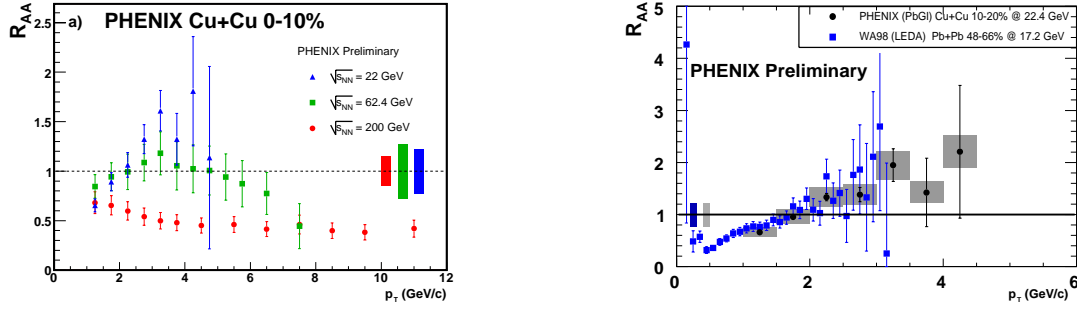 a) PHENIX Cu+Cu 0-10%
R_AA
PHENIX Preliminary
√s_NN = 22 GeV
√s_NN = 62.4 GeV
√s_NN = 200 GeV
2.5
2
1.5
1
0.5
0
0 2 4 6 8 10 12
p_T (GeV/c)
R_AA
PHENIX (PbGl) Cu+Cu 10-20% @ 22.4 GeV
WA98 (LEDA) Pb+Pb 48-66% @ 17.2 GeV
PHENIX Preliminary
5
4
3
2
1
0
0 2 4 6
p_T (GeV/c)